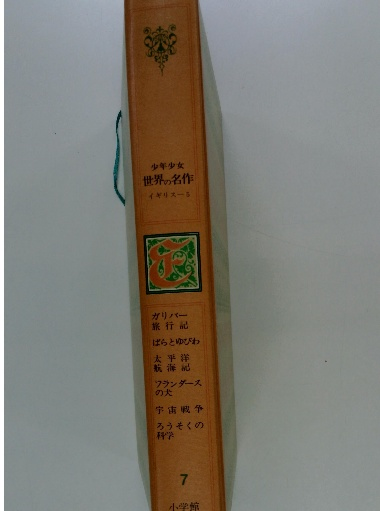 少年少女
世界の名作
イギリス―5
ガリバー
旅行記
ばらとゆびわ
太平洋
航海記
フランダース
の犬
宇宙戦争
ろうそくの
科学
7
小学館